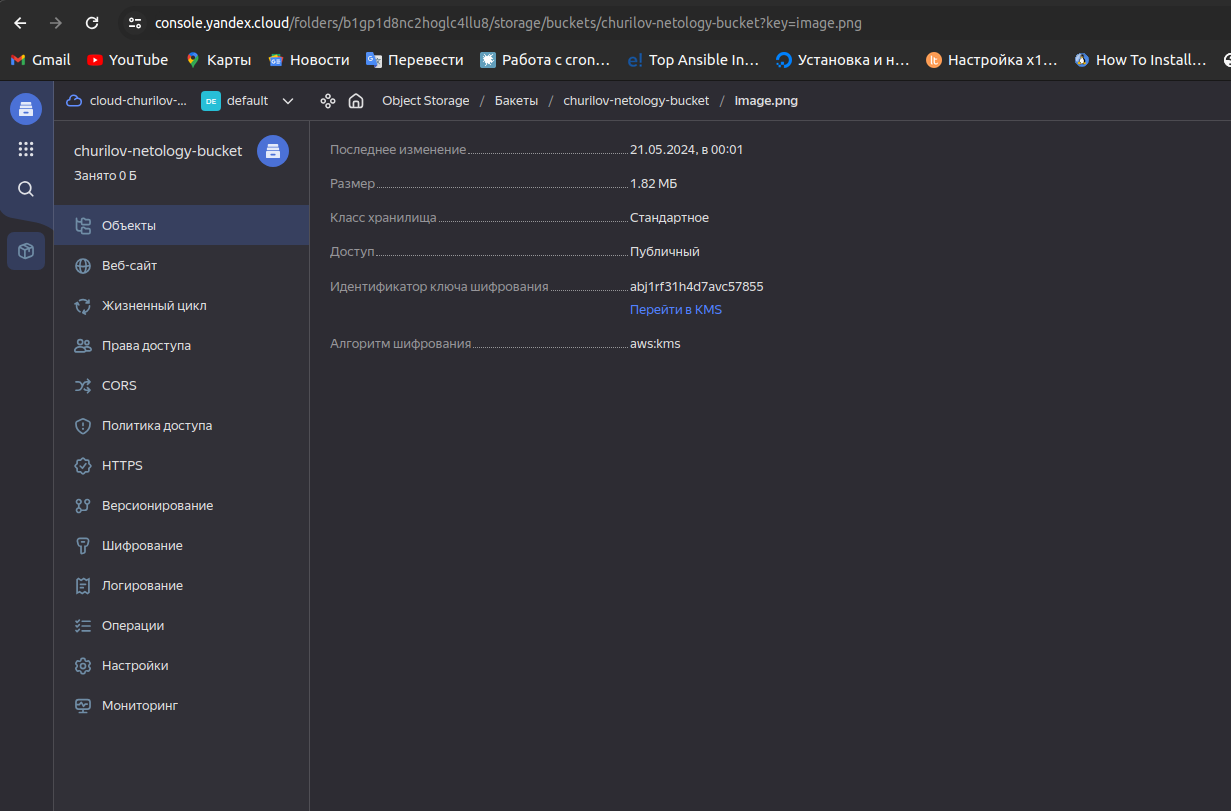 console.yandex.cloud/folders/b1gp1d8nc2hoglc4llu8/storage/buckets/churilov-netology-bucket?key=image.png
Gmail YouTube Карты Новости Перевести Работа с cron... Top Ansible In... Установка и н... Настройка x1... How To Install...
cloud-churilov-... DE default Object Storage / Бакеты / churilov-netology-bucket / image.png
churilov-netology-bucket
Занято 0 Б
Объекты
Веб-сайт
Жизненный цикл
Права доступа
CORS
Политика доступа
HTTPS
Версионирование
Шифрование
Логирование
Операции
Настройки
Мониторинг
Последнее изменение 21.05.2024, в 00:01
Размер 1.82 МБ
Класс хранилища Стандартное
Доступ Публичный
Идентификатор ключа шифрования abj1rf31h4d7avc57855
Перейти в KMS
Алгоритм шифрования aws:kms